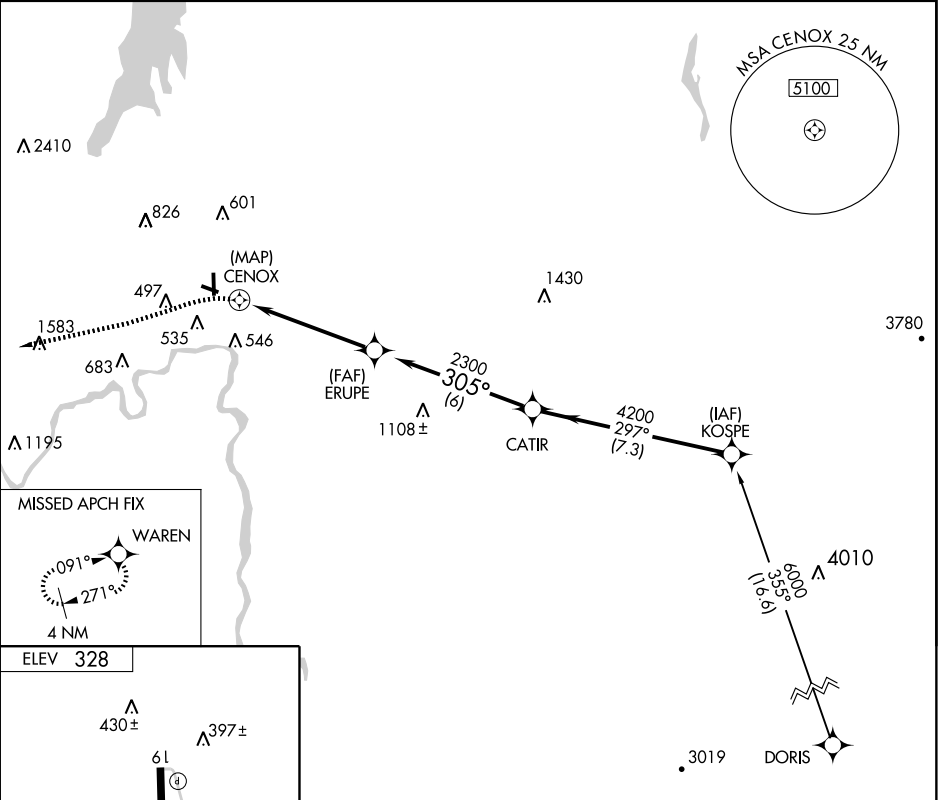 MSA CENOX 25 NM
5100
2410
826
601
(MAP)
CENOX
497
1430
1583
535
546
3780
683
(FAF)
ERUPE
2300
305°
(6)
1108 ±
CATIR
4200
297°
(7.3)
(IAF)
KOSPE
1195
MISSED APCH FIX
WAREN
091°
271°
4 NM
6000
355°
(16.6)
4010
ELEV 328
430 ±
397 ±
19
P
3019
DORIS